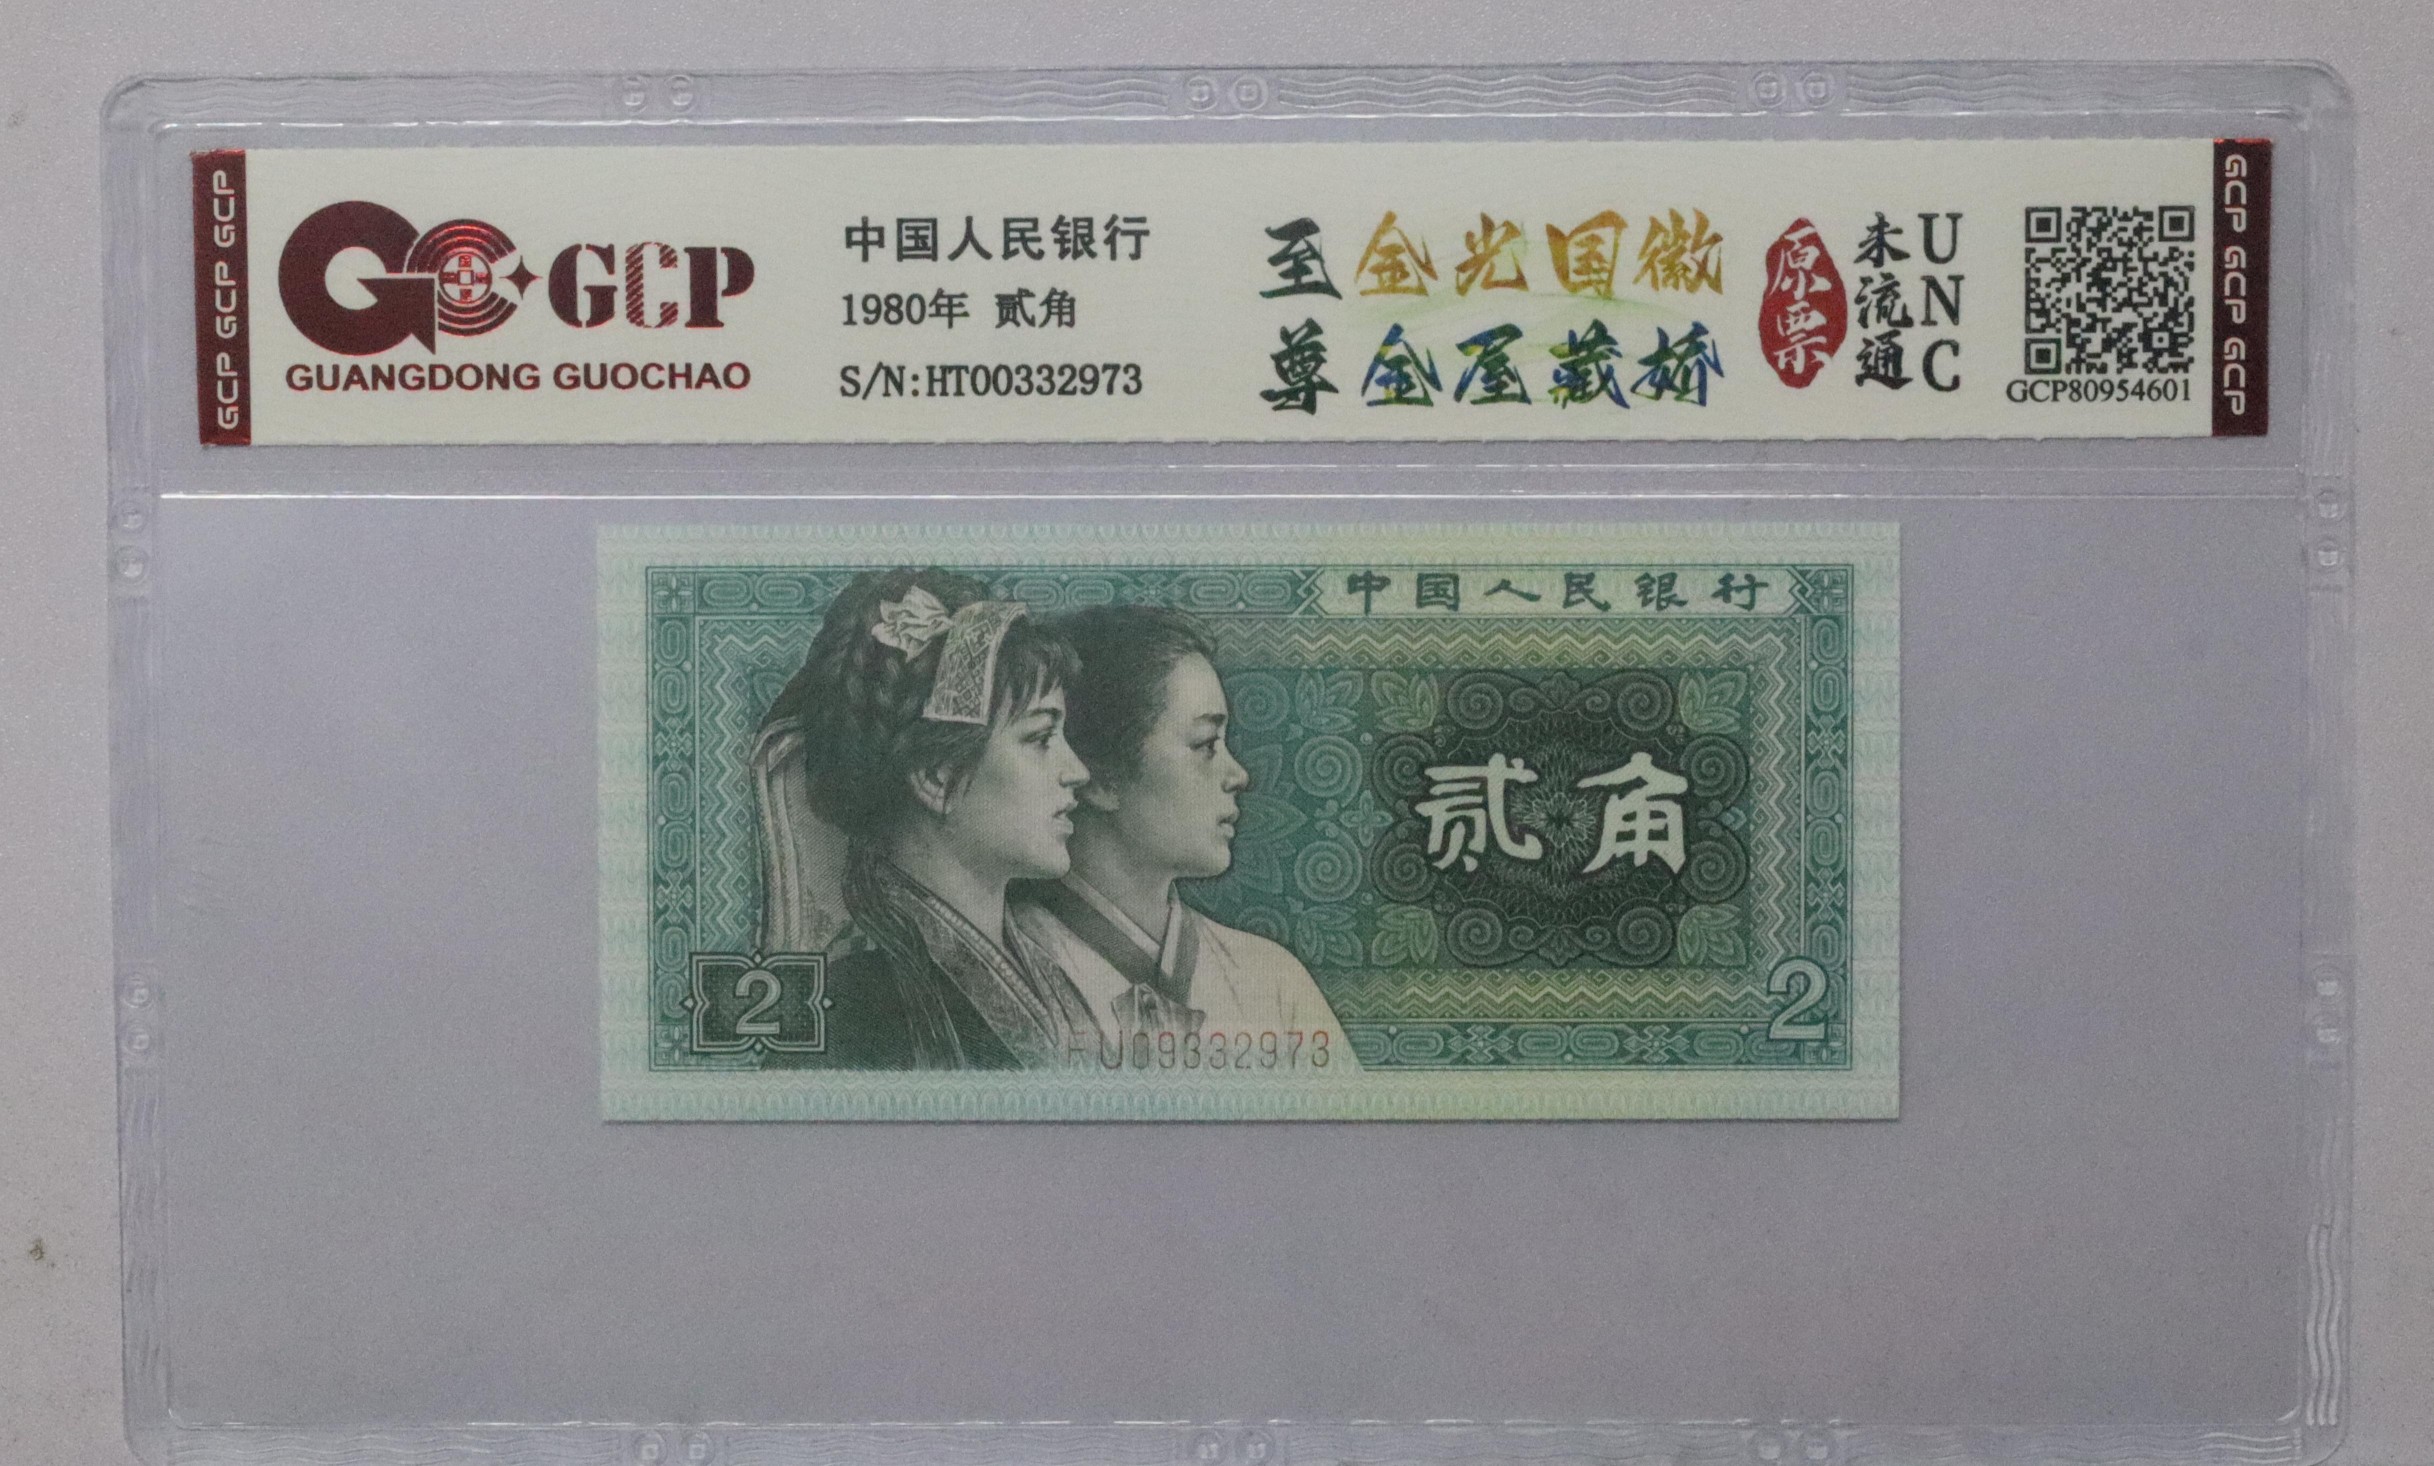 GCP GCP GCP
GCP
GUANGDONG GUOCHAO
中国人民银行
1980年 贰角
S/N:HT00332973
至尊
金光国徽
金屋藏娇
原票
未流通
UNC
GCP80954601
GCP GCP GCP
中国人民银行
贰角
2
2
FU09332973